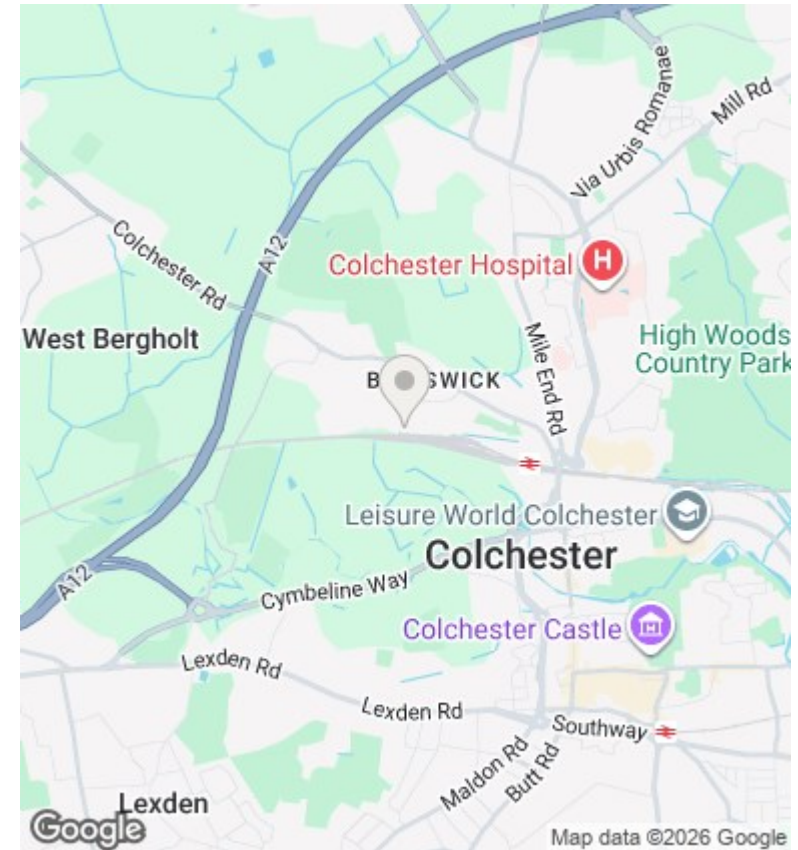 Via Urbis Romanae
Mill Rd
A12
Colchester Rd
Colchester Hospital
H
West Bergholt
Mile End Rd
High Woods
Country Park
Leisure World Colchester
Colchester
Cymbeline Way
A12
Colchester Castle
Lexden Rd
Lexden Rd
Southway
Maldon Rd
Butt Rd
Lexden
Google
Map data ©2026 Google